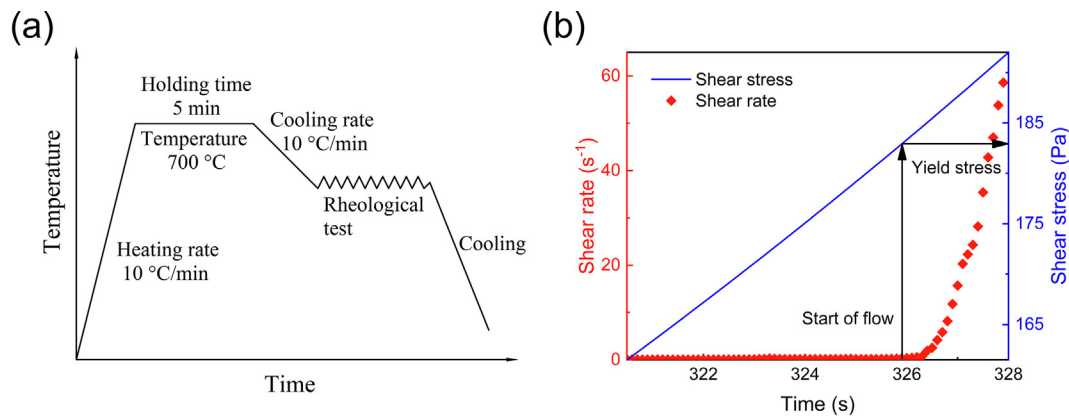 (a)
Holding time
5 min
Temperature
700 °C
Cooling rate
10 °C/min
Heating rate
10 °C/min
Rheological
test
Cooling
Temperature
Time
(b)
Shear stress
Shear rate
Yield stress
Start of flow
60
40
20
0
185
175
165
322
324
326
328
Shear rate (s⁻¹)
Shear stress (Pa)
Time (s)